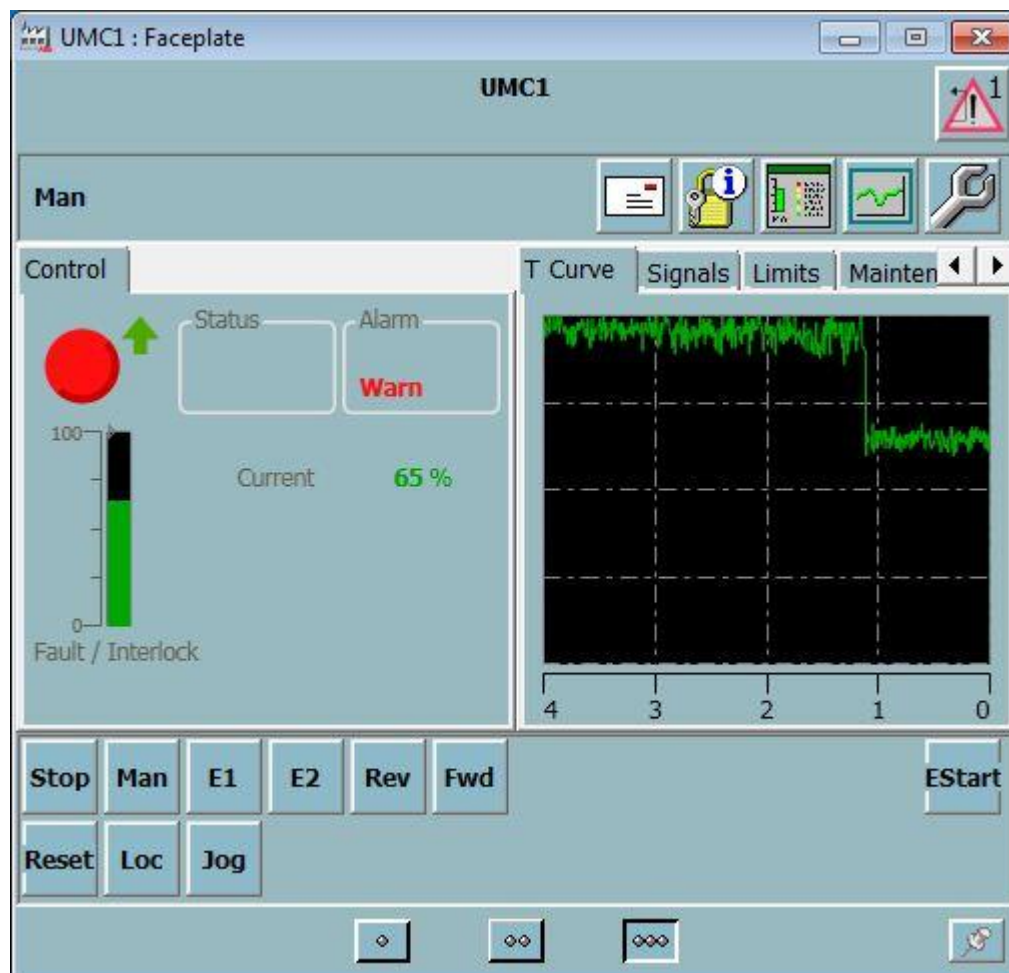 UMC1 : Faceplate
UMC1
1
Man
Control
T Curve Signals Limits Mainten
Status
Alarm
Warn
100
Current 65 %
0
Fault / Interlock
4 3 2 1 0
Stop Man E1 E2 Rev Fwd EStart
Reset Loc Jog